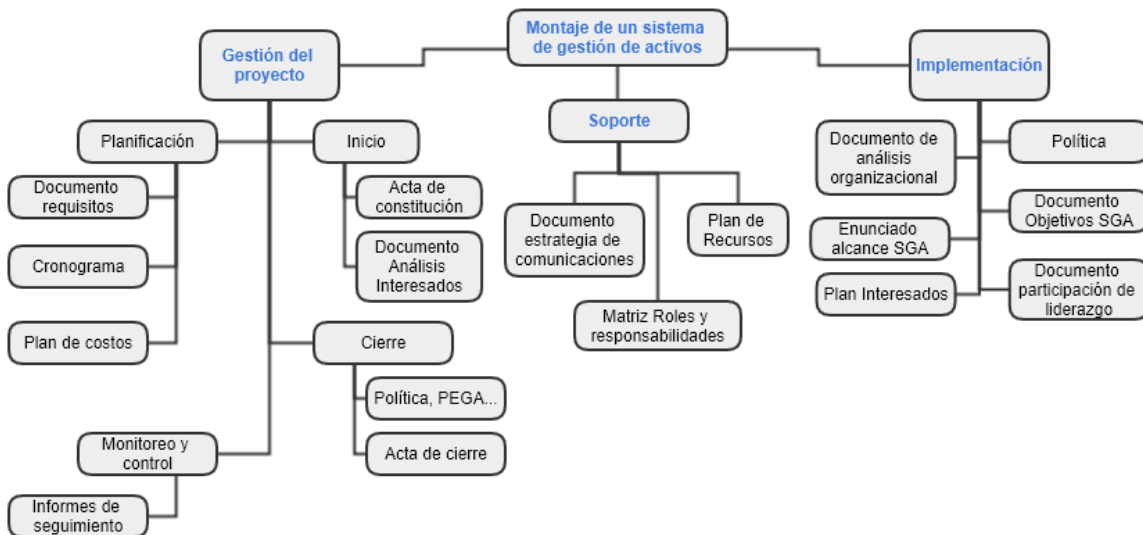 Montaje de un sistema
de gestión de activos
Gestión del
proyecto
Implementación
Soporte
Planificación
Inicio
Documento
requisitos
Acta de
constitución
Cronograma
Documento
Análisis
Interesados
Plan de costos
Cierre
Política, PEGA...
Monitoreo y
control
Acta de cierre
Informes de
seguimiento
Documento
estrategia de
comunicaciones
Plan de
Recursos
Matriz Roles y
responsabilidades
Documento de
análisis
organizacional
Política
Enunciado
alcance SGA
Documento
Objetivos SGA
Plan Interesados
Documento
participación de
liderazgo